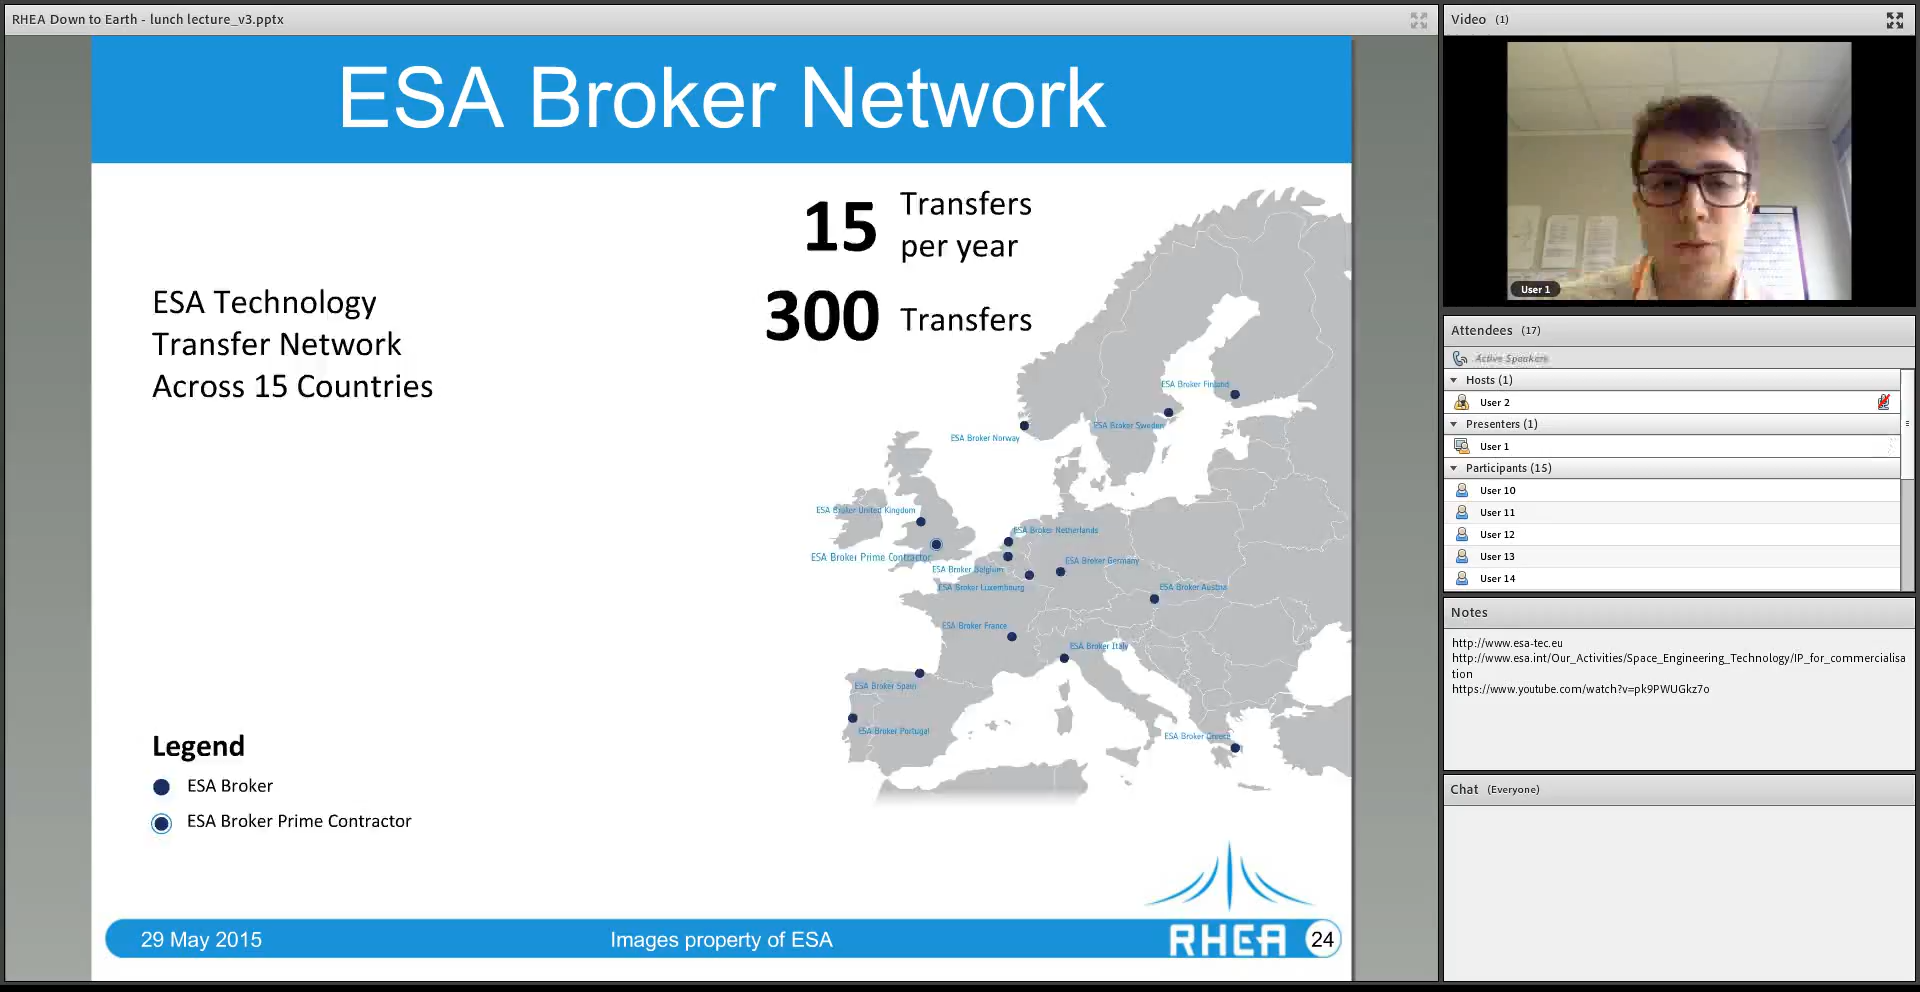 RHEA Down to Earth - lunch lecture_v3.pptx
ESA Broker Network
15
Transfers
per year
300
Transfers
ESA Technology
Transfer Network
Across 15 Countries
ESA Broker Finland
ESA Broker Sweden
ESA Broker Norway
ESA Broker United Kingdom
ESA Broker Netherlands
ESA Broker Prime Contractor
ESA Broker Belgium
ESA Broker Germany
ESA Broker Luxembourg
ESA Broker Austria
ESA Broker France
ESA Broker Italy
ESA Broker Spain
ESA Broker Portugal
ESA Broker Greece
Legend
ESA Broker
ESA Broker Prime Contractor
29 May 2015
Images property of ESA
RHEA
24
Video (1)
User 1
Attendees (17)
Active Speakers
Hosts (1)
User 2
Presenters (1)
User 1
Participants (15)
User 10
User 11
User 12
User 13
User 14
Notes
http://www.esa-tec.eu
http://www.esa.int/Our_Activities/Space_Engineering_Technology/IP_for_commercialisa
tion
https://www.youtube.com/watch?v=pk9PWUGkz7o
Chat (Everyone)